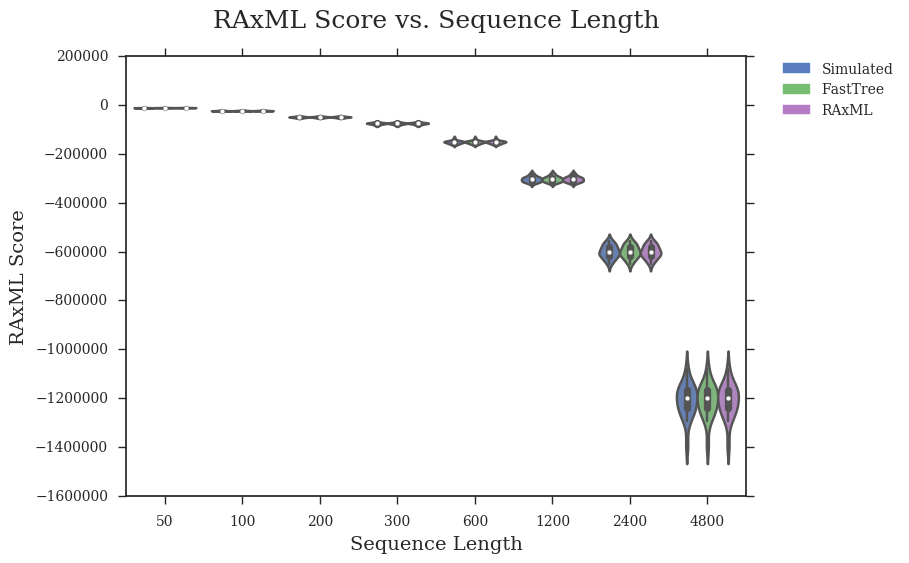 RAxML Score vs. Sequence Length
200000
0
−200000
−400000
−600000
−800000
−1000000
−1200000
−1400000
−1600000
RAxML Score
50 100 200 300 600 1200 2400 4800
Sequence Length
Simulated
FastTree
RAxML